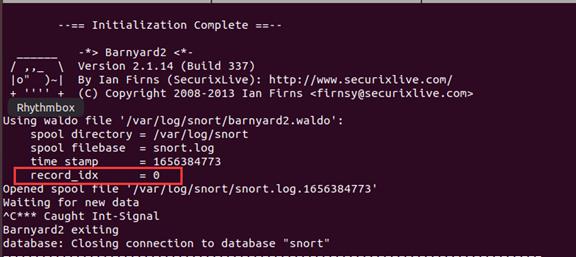 --== Initialization Complete ==--
______ -*> Barnyard2 <*-
/ ,,_ \ Version 2.1.14 (Build 337)
|o" )~| By Ian Firns (SecurixLive): http://www.securixlive.com/
+ '''' + (C) Copyright 2008-2013 Ian Firns <firnsy@securixlive.com>
Rhythmbox
Using waldo file '/var/log/snort/barnyard2.waldo':
spool directory = /var/log/snort
spool filebase = snort.log
time_stamp = 1656384773
record_idx = 0
Opened spool file '/var/log/snort/snort.log.1656384773'
Waiting for new data
^C*** Caught Int-Signal
Barnyard2 exiting
database: Closing connection to database "snort"
===============================================================================